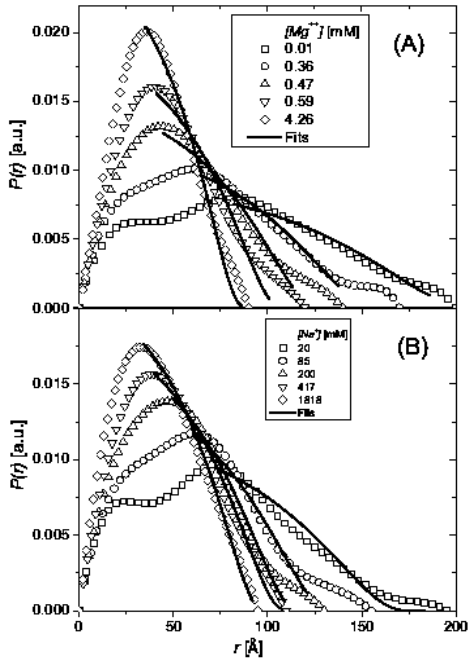 [Mg⁺⁺] [mM]
0.01
0.36
0.47
0.59
4.26
Fits
(A)
0.020
0.015
0.010
0.005
0.000
P(r) [a.u.]
[Na⁺] [mM]
20
85
200
417
1818
Fits
(B)
0.015
0.010
0.005
0.000
P(r) [a.u.]
0 50 100 150 200
r [Å]